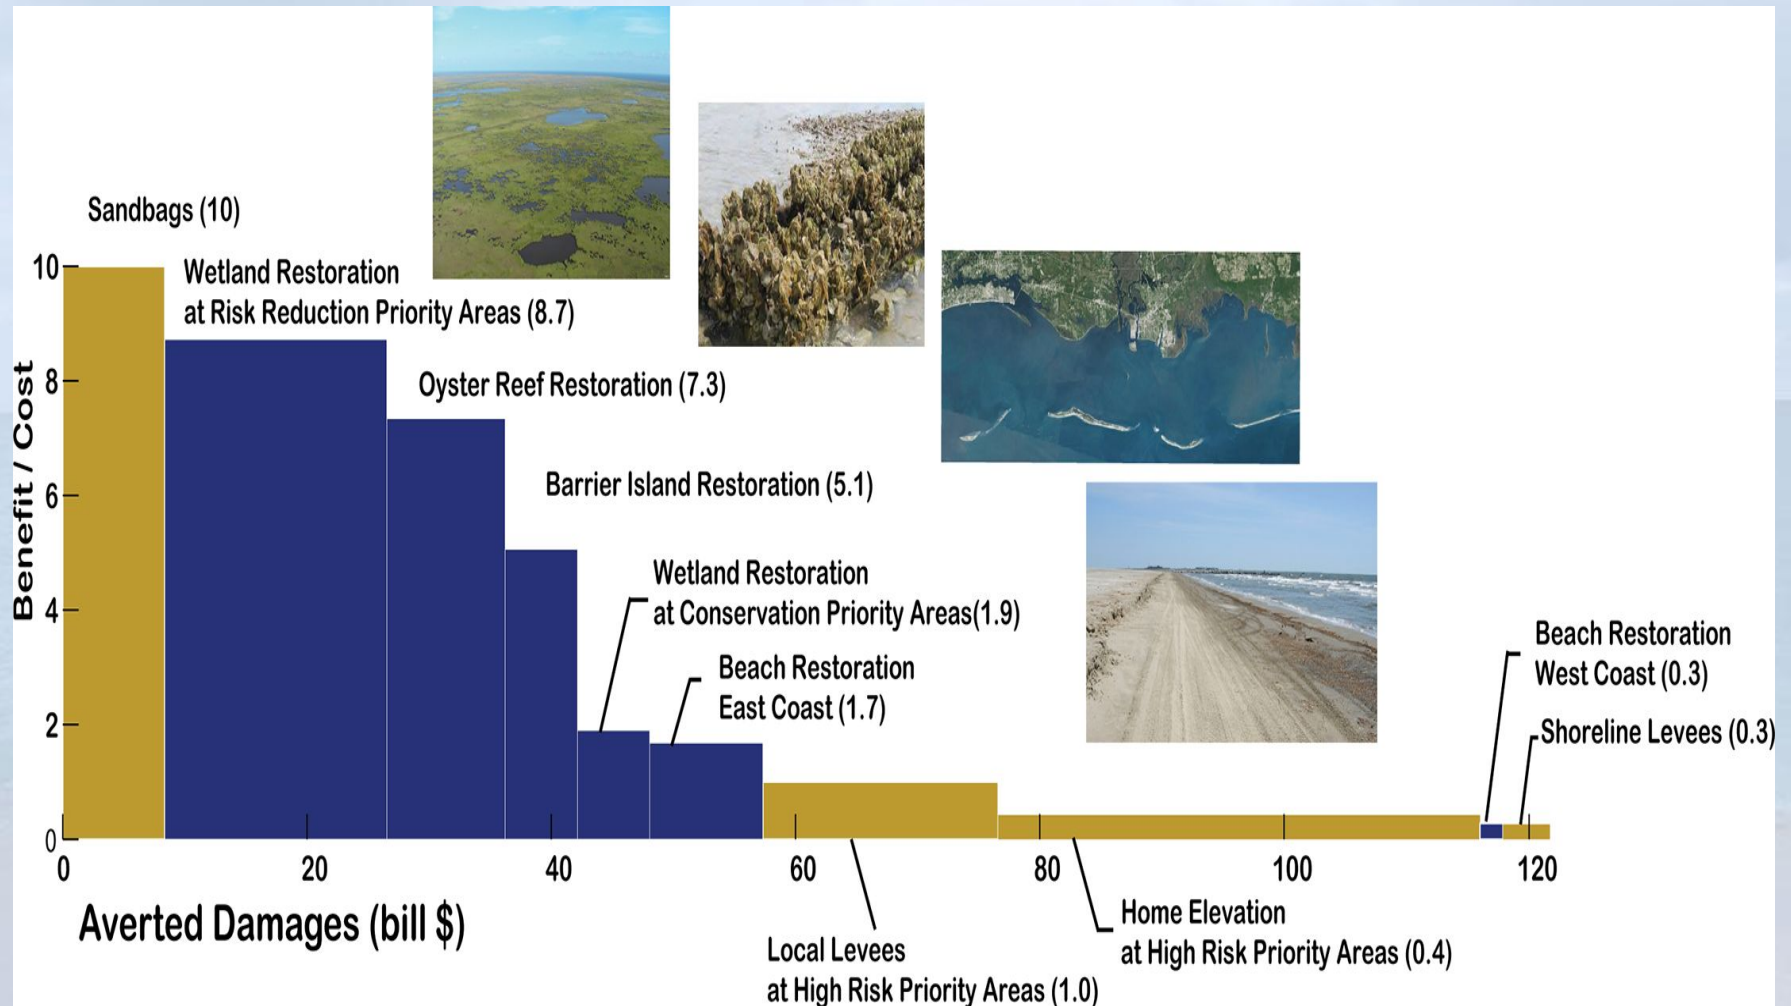 Sandbags (10)
Wetland Restoration
at Risk Reduction Priority Areas (8.7)
Oyster Reef Restoration (7.3)
Barrier Island Restoration (5.1)
Wetland Restoration
at Conservation Priority Areas(1.9)
Beach Restoration
East Coast (1.7)
Beach Restoration
West Coast (0.3)
Shoreline Levees (0.3)
Benefit / Cost
10
8
6
4
2
0
0 20 40 60 80 100 120
Averted Damages (bill $)
Local Levees
at High Risk Priority Areas (1.0)
Home Elevation
at High Risk Priority Areas (0.4)